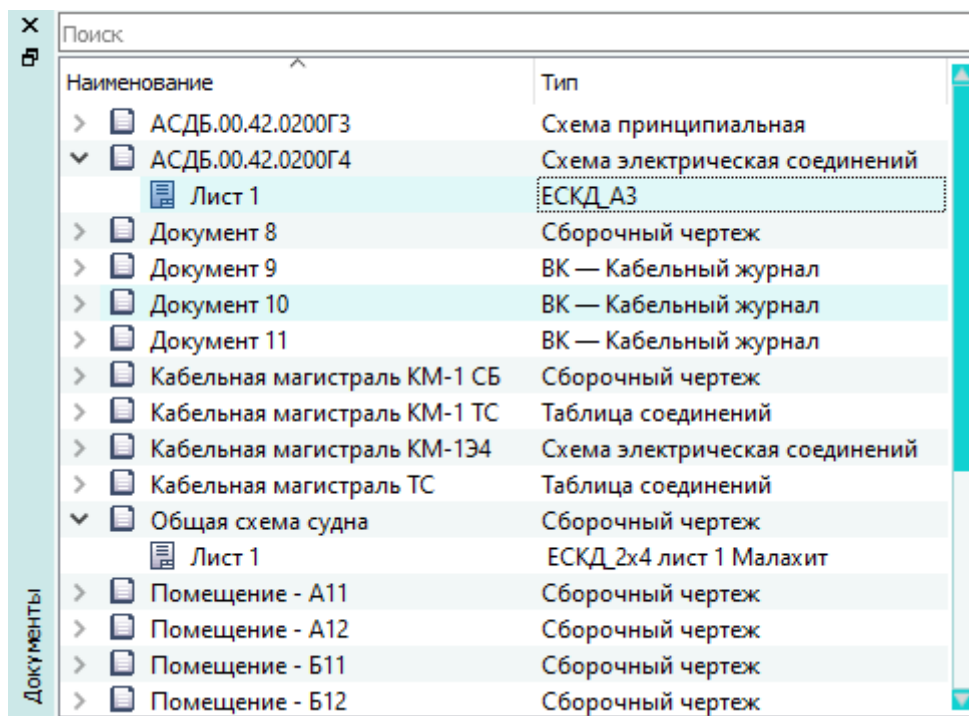 Поиск
Наименование Тип
АСДБ.00.42.0200ГЗ Схема принципиальная
АСДБ.00.42.0200Г4 Схема электрическая соединений
Лист 1 ЕСКД_А3
Документ 8 Сборочный чертеж
Документ 9 ВК — Кабельный журнал
Документ 10 ВК — Кабельный журнал
Документ 11 ВК — Кабельный журнал
Кабельная магистраль КМ-1 СБ Сборочный чертеж
Кабельная магистраль КМ-1 ТС Таблица соединений
Кабельная магистраль КМ-1Э4 Схема электрическая соединений
Кабельная магистраль ТС Таблица соединений
Общая схема судна Сборочный чертеж
Лист 1 ЕСКД_2х4 лист 1 Малахит
Помещение - А11 Сборочный чертеж
Помещение - А12 Сборочный чертеж
Помещение - Б11 Сборочный чертеж
Помещение - Б12 Сборочный чертеж
Документы